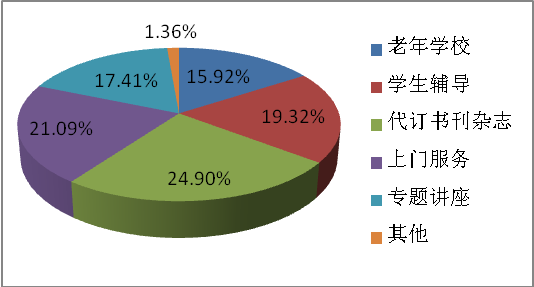 1.36%
15.92%
17.41%
19.32%
21.09%
24.90%
老年学校
学生辅导
代订书刊杂志
上门服务
专题讲座
其他